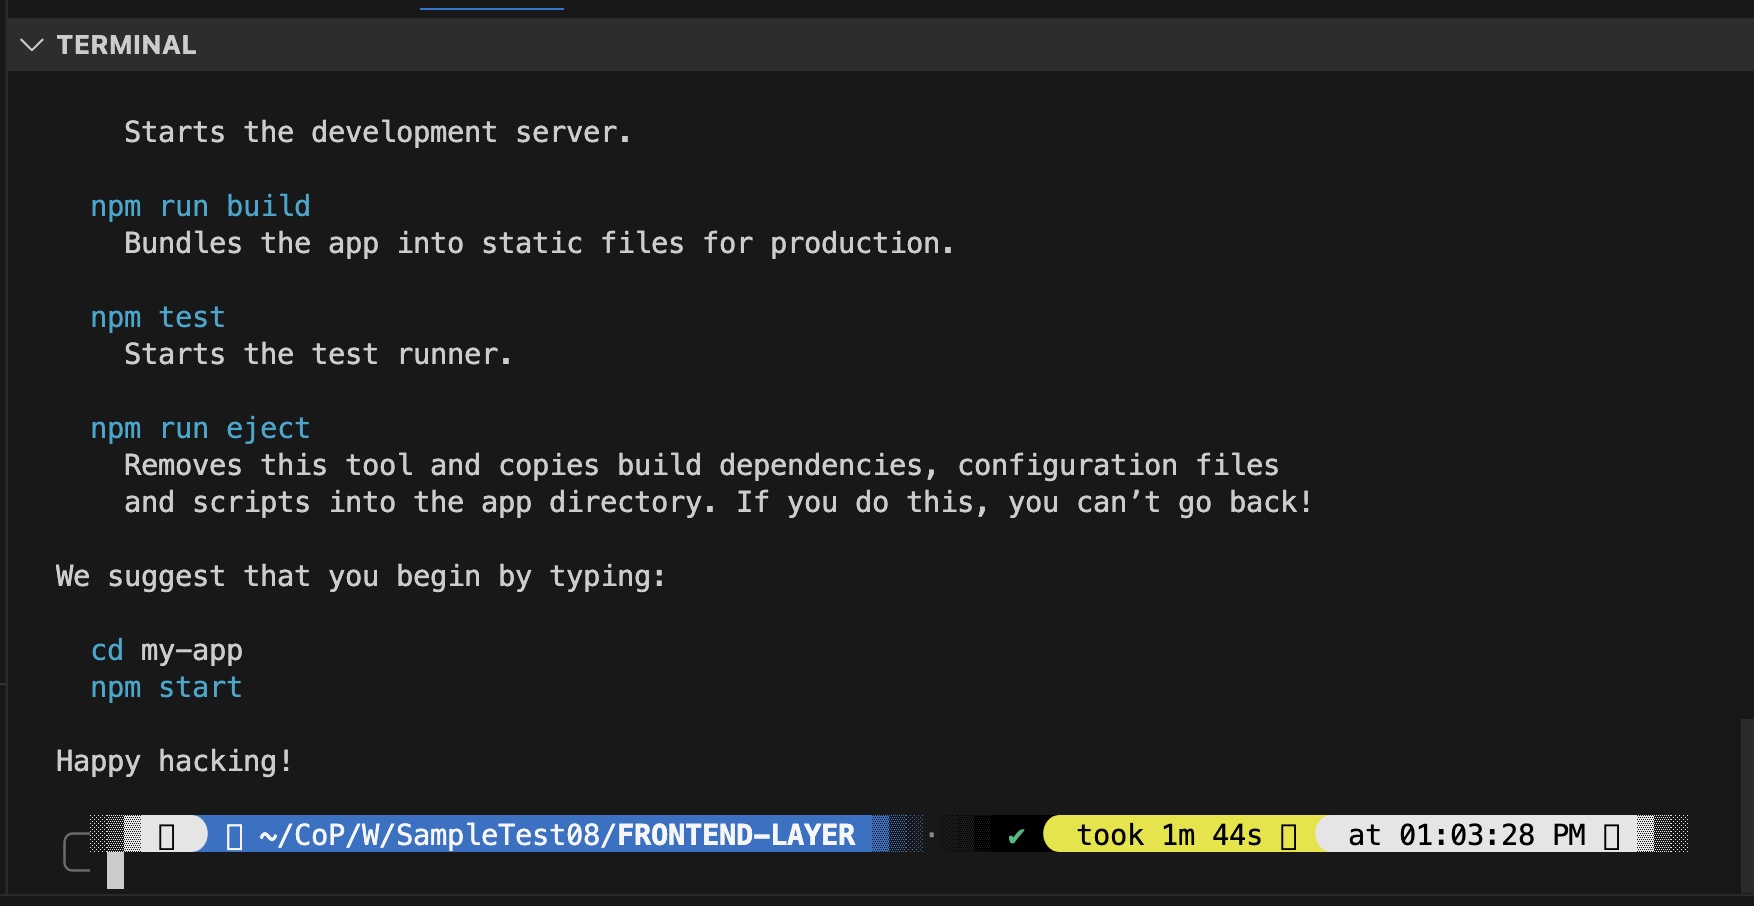 TERMINAL
Starts the development server.
npm run build
Bundles the app into static files for production.
npm test
Starts the test runner.
npm run eject
Removes this tool and copies build dependencies, configuration files
and scripts into the app directory. If you do this, you can’t go back!
We suggest that you begin by typing:
cd my-app
npm start
Happy hacking!
~/CoP/W/SampleTest08/FRONTEND-LAYER ✔ took 1m 44s at 01:03:28 PM